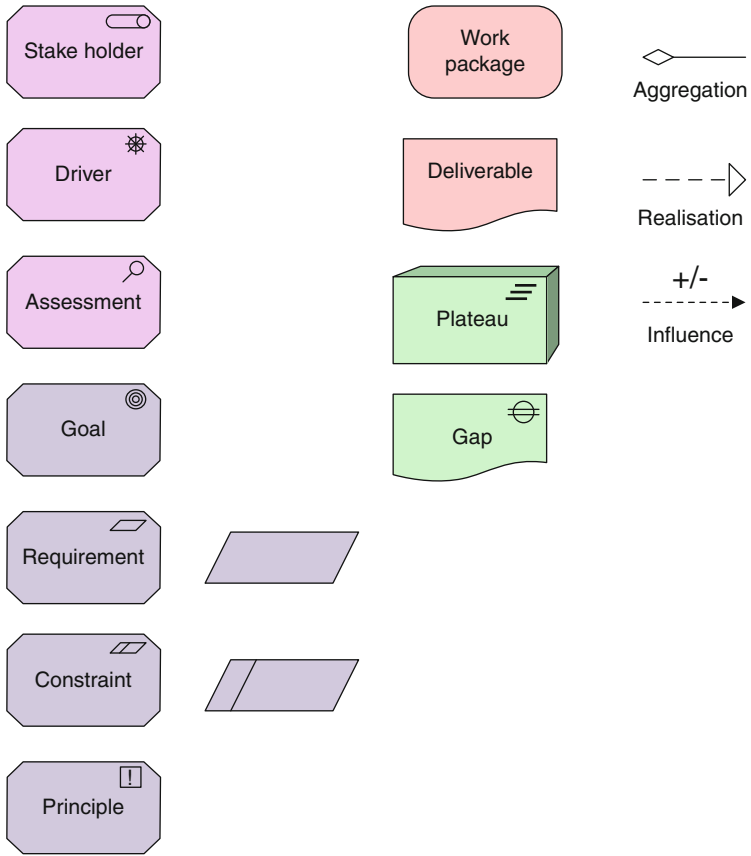 Stake holder
Driver
Assessment
Goal
Requirement
Constraint
!
Principle
Work
package
Deliverable
Plateau
Gap
Aggregation
Realisation
+/-
Influence